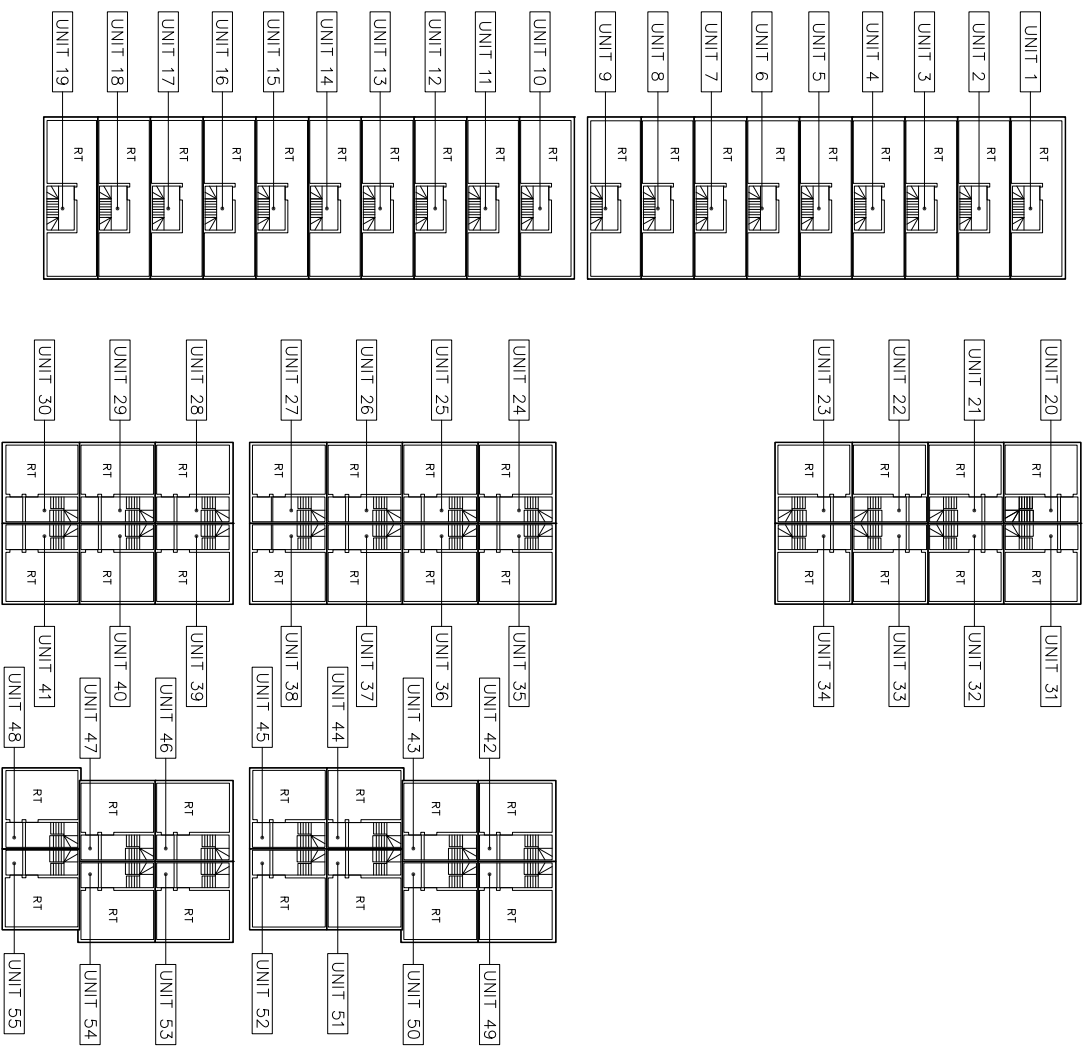 UNIT 1
RT
UNIT 2
RT
UNIT 3
RT
UNIT 4
RT
UNIT 5
RT
UNIT 6
RT
UNIT 7
RT
UNIT 8
RT
UNIT 9
RT
UNIT 10
RT
UNIT 11
RT
UNIT 12
RT
UNIT 13
RT
UNIT 14
RT
UNIT 15
RT
UNIT 16
RT
UNIT 17
RT
UNIT 18
RT
UNIT 19
RT
UNIT 20
RT
RT
UNIT 31
UNIT 21
RT
RT
UNIT 32
UNIT 22
RT
RT
UNIT 33
UNIT 23
RT
RT
UNIT 34
UNIT 24
RT
RT
UNIT 35
UNIT 25
RT
RT
UNIT 36
UNIT 26
RT
RT
UNIT 37
UNIT 27
RT
RT
UNIT 38
UNIT 28
RT
RT
UNIT 39
UNIT 29
RT
RT
UNIT 40
UNIT 30
RT
RT
UNIT 41
UNIT 42
RT
RT
UNIT 49
UNIT 43
RT
RT
UNIT 50
UNIT 44
RT
RT
UNIT 51
UNIT 45
RT
RT
UNIT 52
UNIT 46
RT
RT
UNIT 53
UNIT 47
RT
RT
UNIT 54
UNIT 48
RT
RT
UNIT 55